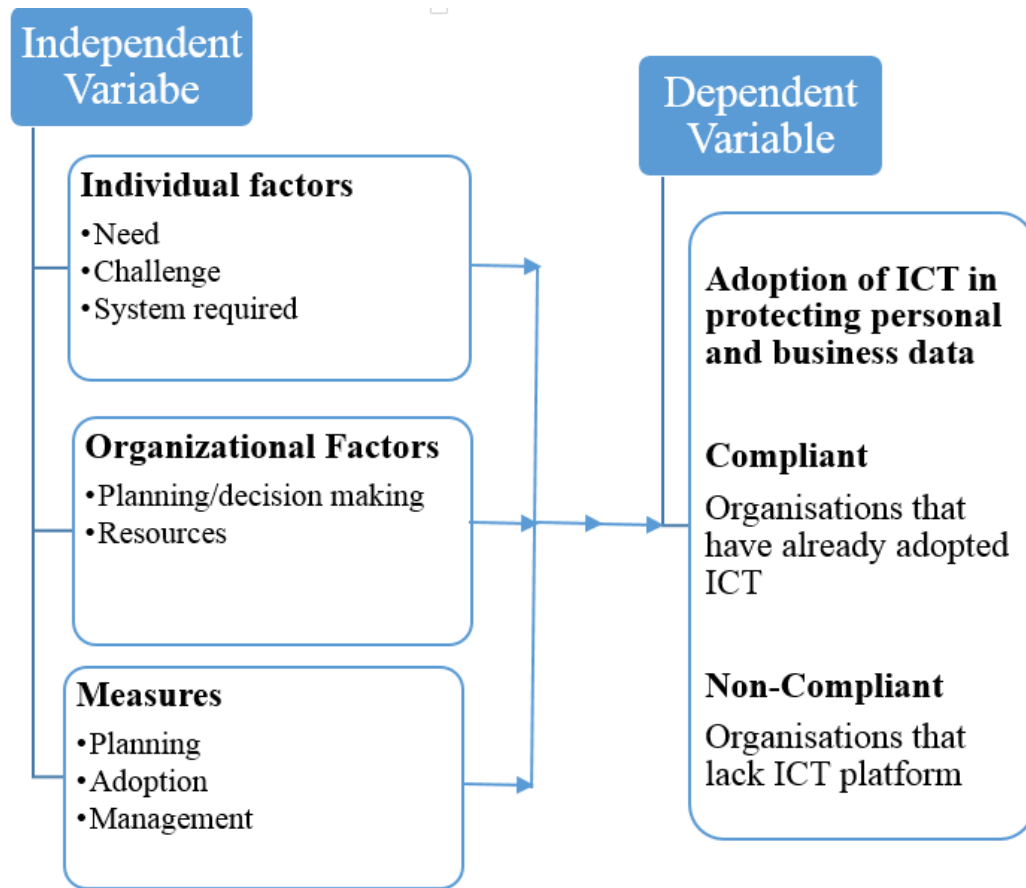 Independent
Variabe
Individual factors
•Need
•Challenge
•System required
Organizational Factors
•Planning/decision making
•Resources
Measures
•Planning
•Adoption
•Management
Dependent
Variable
Adoption of ICT in
protecting personal
and business data
Compliant
Organisations that
have already adopted
ICT
Non-Compliant
Organisations that
lack ICT platform